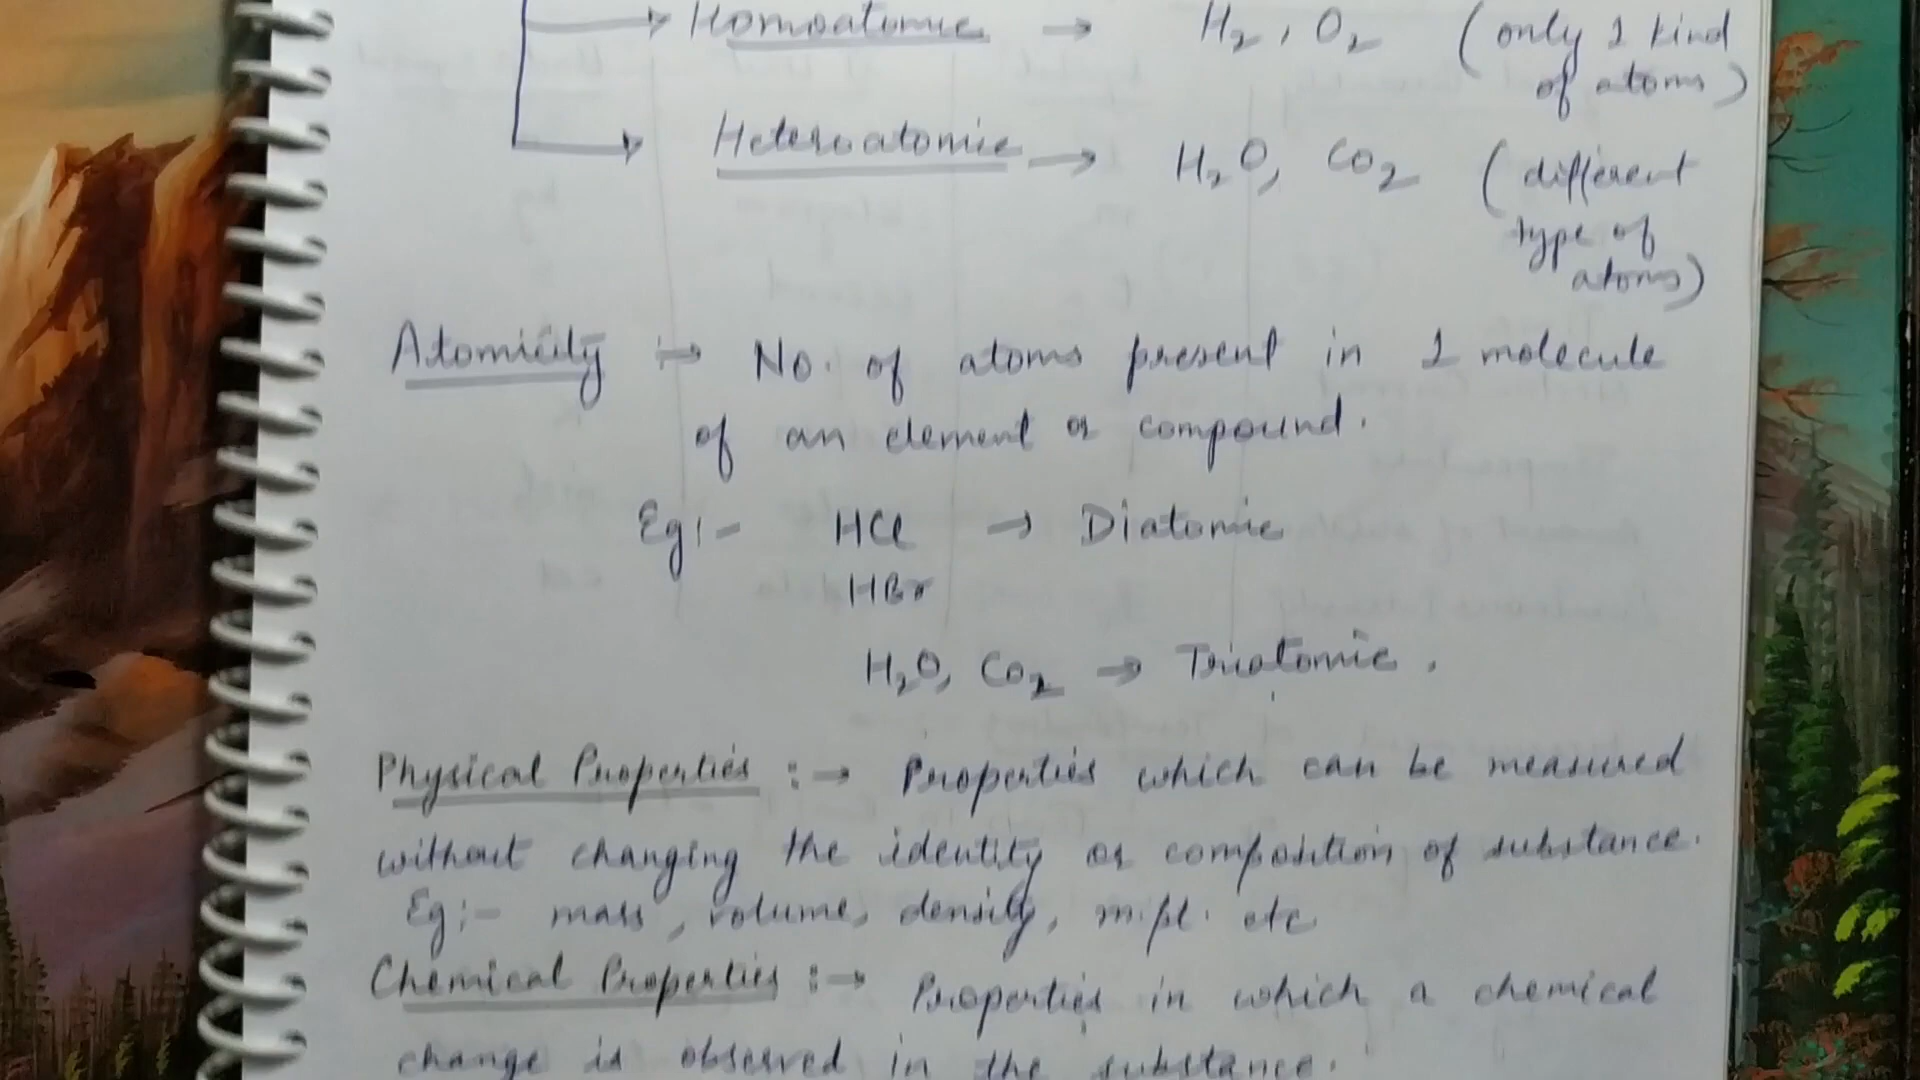 → Homoatomic → H₂, O₂ (only 1 kind
of atoms)
→ Heteroatomic → H₂O, CO₂ (different
type of
atoms)
Atomicity :→ No. of atoms present in 1 molecule
of an element or compound.
Eg:- HCl → Diatomic
HBr
H₂O, CO₂ → Triatomic.
Physical Properties :→ Properties which can be measured
without changing the identity or composition of substance.
Eg:- mass, volume, density, m.pt. etc
Chemical Properties :→ Properties in which a chemical
change is observed in the substance.